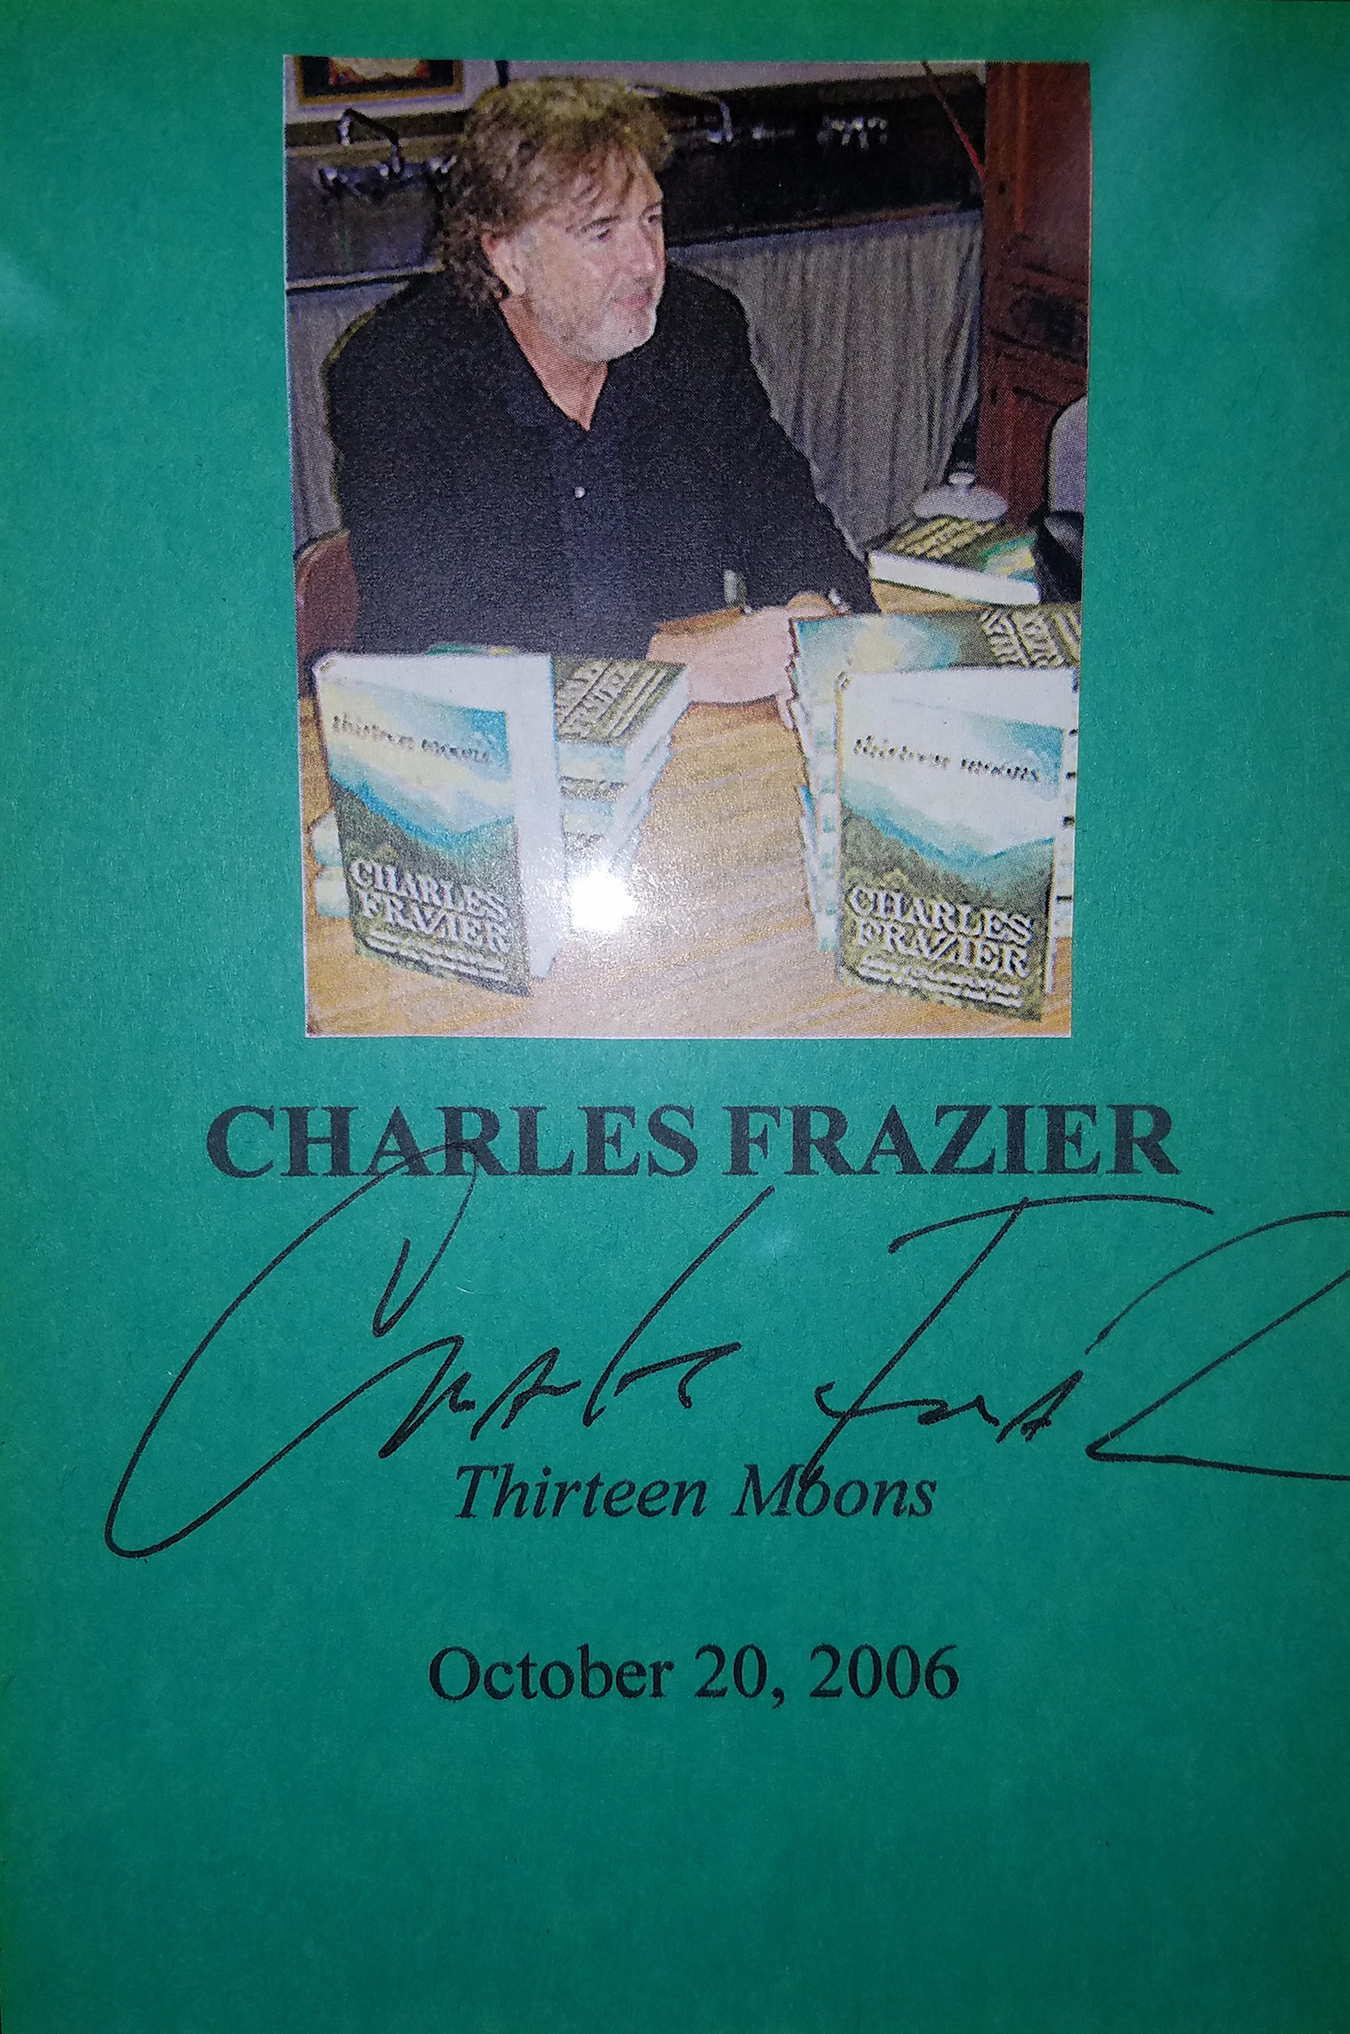 thirteen moons
CHARLES
FRAZIER
thirteen moons
CHARLES
FRAZIER
CHARLES FRAZIER
Thirteen Moons
October 20, 2006